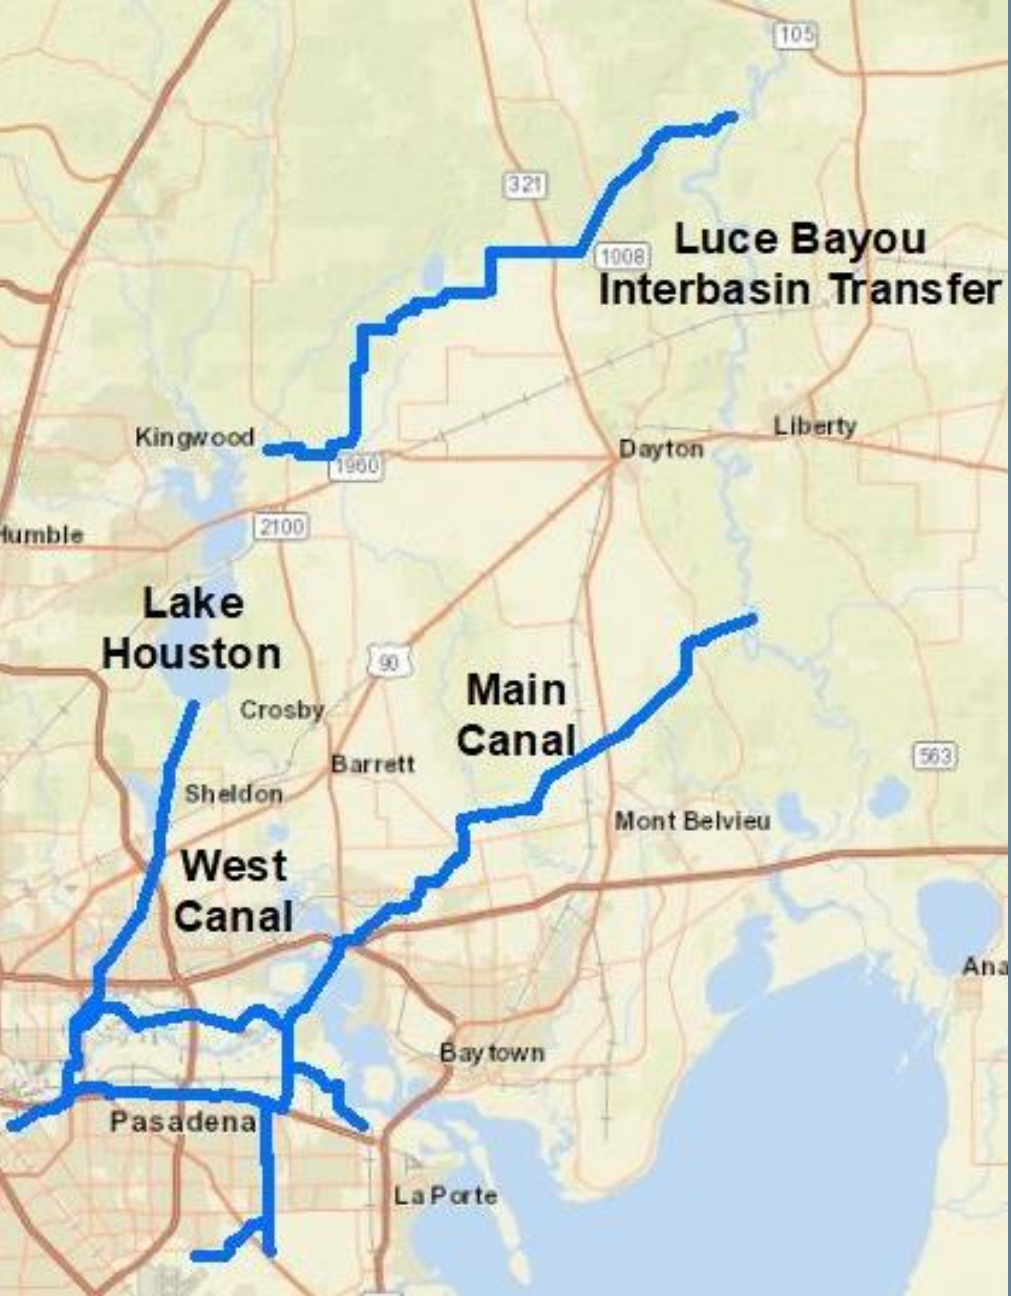 105
321
1008
Luce Bayou
Interbasin Transfer
Liberty
Kingwood
Dayton
1960
2100
Humble
Lake
Houston
90
Main
Canal
Crosby
563
Barrett
Sheldon
Mont Belvieu
West
Canal
Ana
Baytown
Pasadena
La Porte